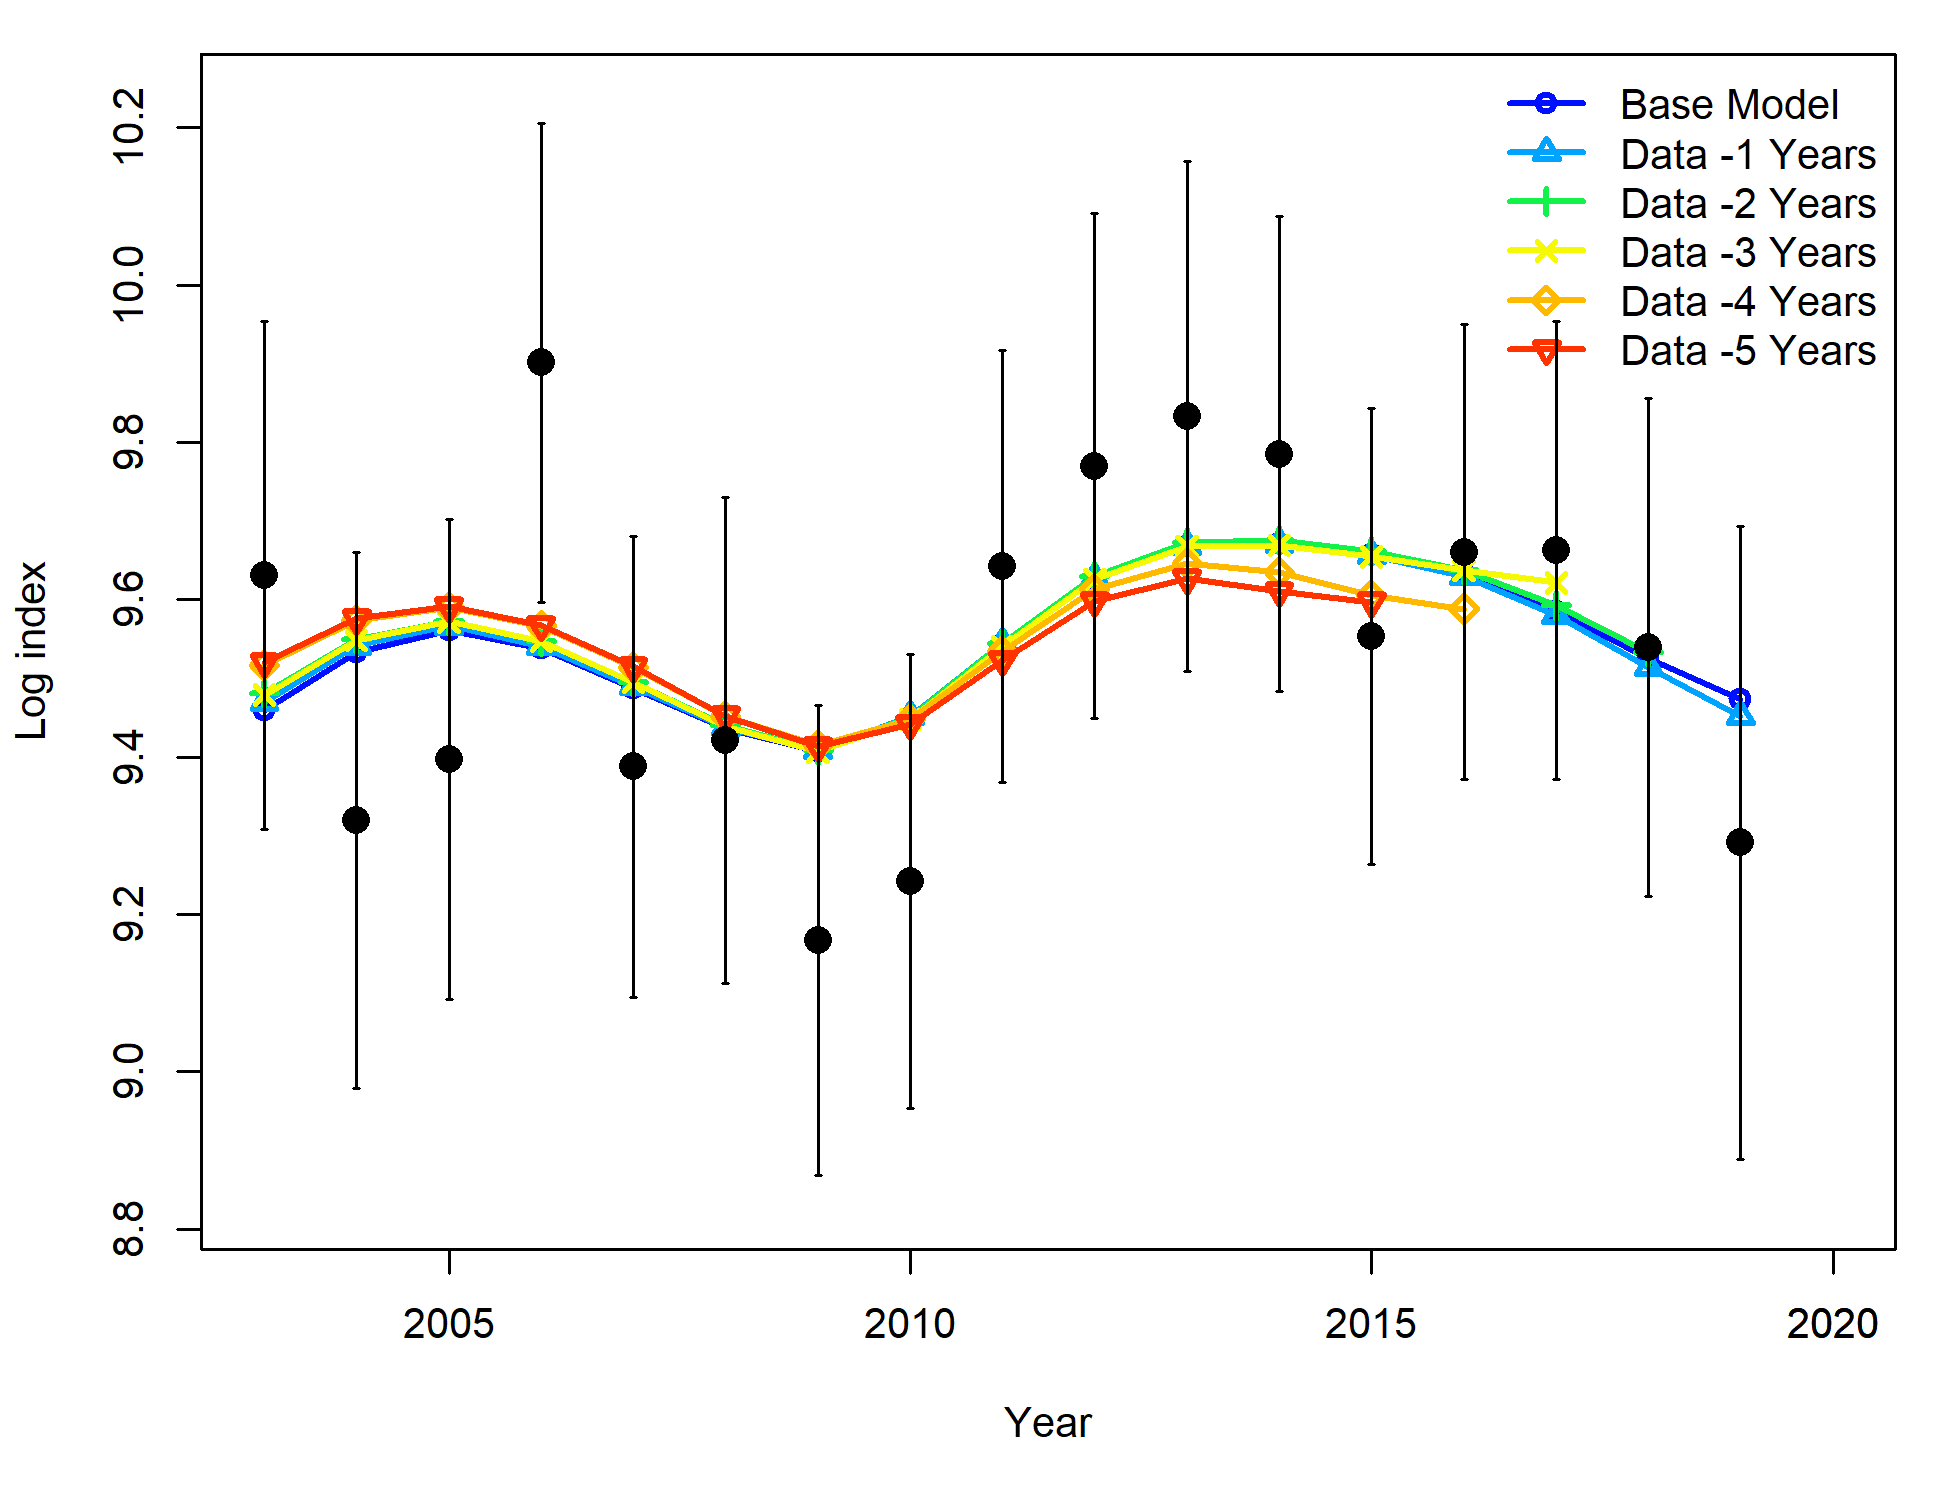 Base Model
Data -1 Years
Data -2 Years
Data -3 Years
Data -4 Years
Data -5 Years
10.2
10.0
9.8
9.6
9.4
9.2
9.0
8.8
Log index
2005
2010
2015
2020
Year